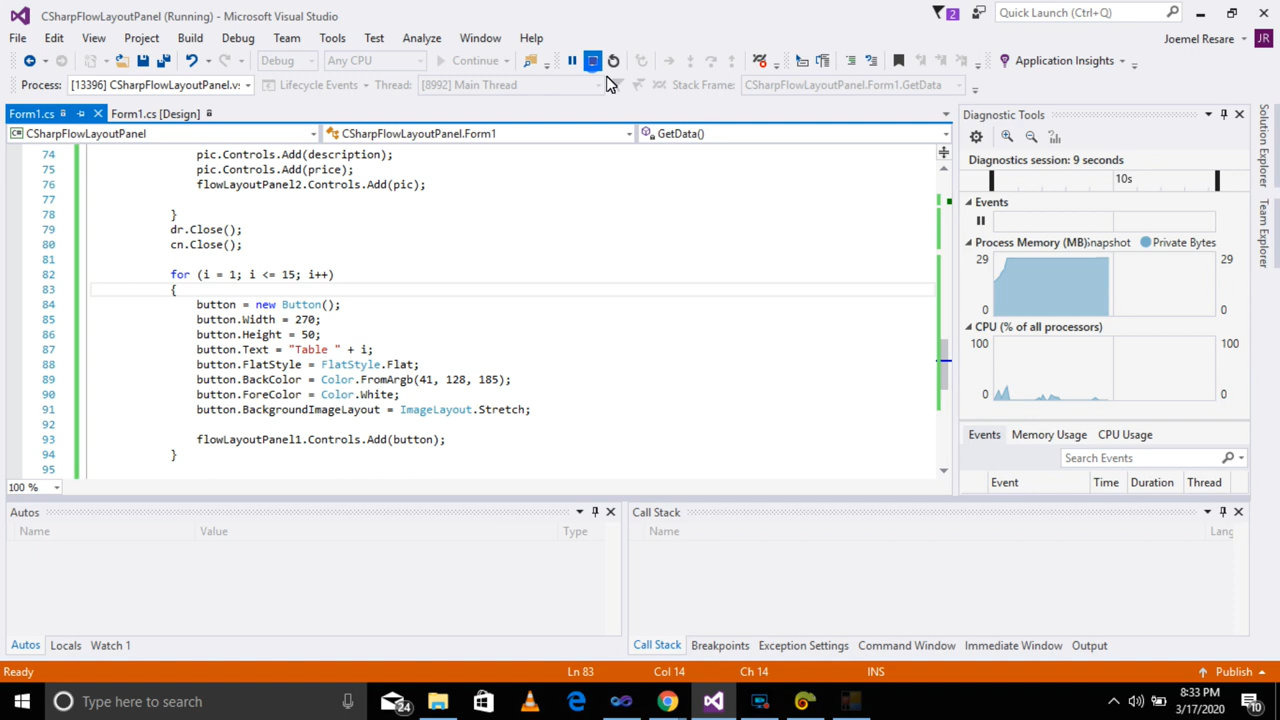 CSharpFlowLayoutPanel (Running) - Microsoft Visual Studio
2
Quick Launch (Ctrl+Q)
File Edit View Project Build Debug Team Tools Test Analyze Window Help
Joemel Resare JR
Debug Any CPU Continue Application Insights
Process: [13396] CSharpFlowLayoutPanel.vs Lifecycle Events Thread: [8992] Main Thread Stack Frame: CSharpFlowLayoutPanel.Form1.GetData
Form1.cs Form1.cs [Design]
CSharpFlowLayoutPanel CSharpFlowLayoutPanel.Form1 GetData()
74 pic.Controls.Add(description);
75 pic.Controls.Add(price);
76 flowLayoutPanel2.Controls.Add(pic);
77
78 }
79 dr.Close();
80 cn.Close();
81
82 for (i = 1; i <= 15; i++)
83 {
84 button = new Button();
85 button.Width = 270;
86 button.Height = 50;
87 button.Text = "Table " + i;
88 button.FlatStyle = FlatStyle.Flat;
89 button.BackColor = Color.FromArgb(41, 128, 185);
90 button.ForeColor = Color.White;
91 button.BackgroundImageLayout = ImageLayout.Stretch;
92
93 flowLayoutPanel1.Controls.Add(button);
94 }
95
100 %
Diagnostic Tools
Diagnostics session: 9 seconds
10s
Events
Process Memory (MB) Snapshot Private Bytes
29 29
0 0
CPU (% of all processors)
100 100
0 0
Events Memory Usage CPU Usage
Search Events
Event Time Duration Thread
Solution Explorer
Team Explorer
Autos
Name Value Type
Call Stack
Name Lang
Autos Locals Watch 1
Call Stack Breakpoints Exception Settings Command Window Immediate Window Output
Ready Ln 83 Col 14 Ch 14 INS Publish
Type here to search
24
8:33 PM
3/17/2020
10